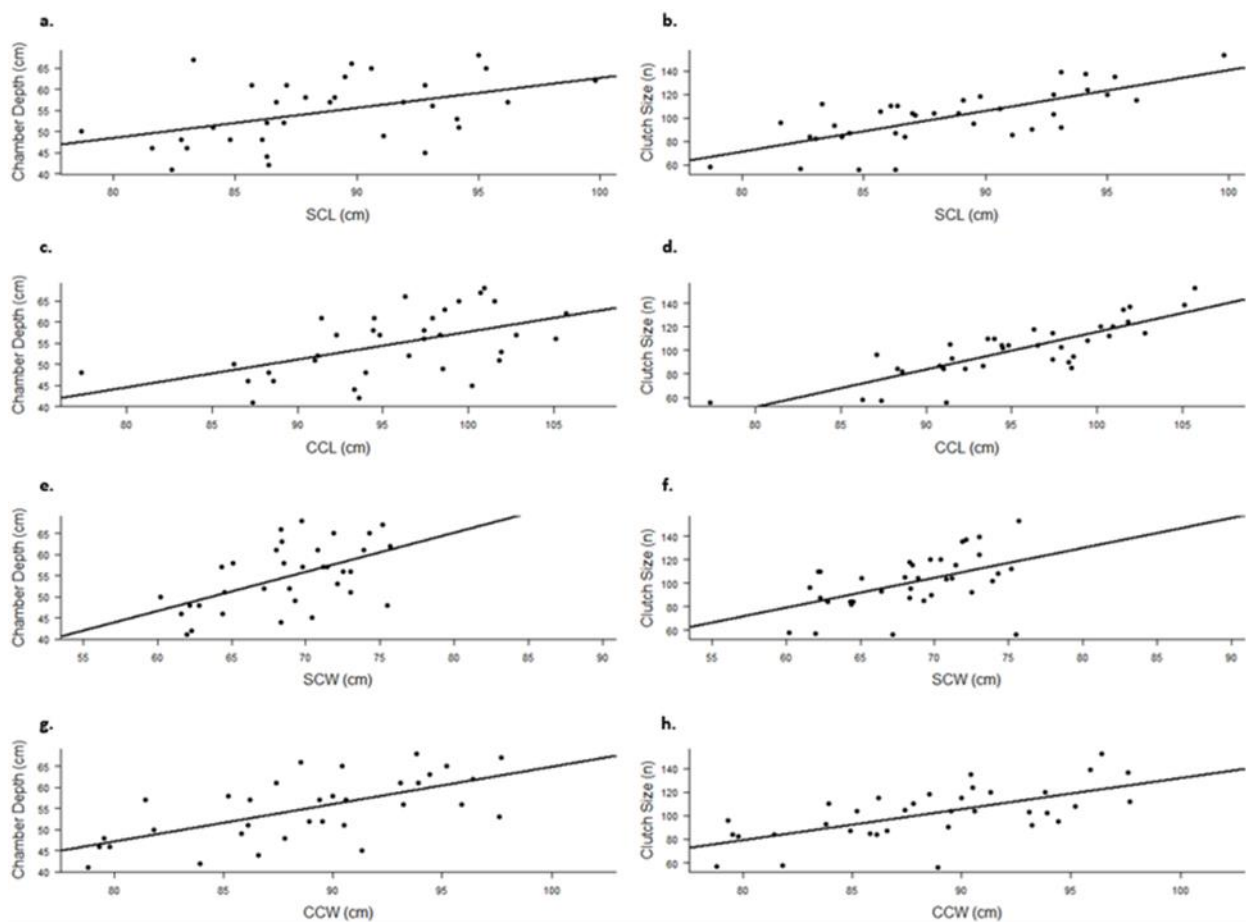 a.
Chamber Depth (cm)
65
60
55
50
45
40
80 85 90 95 100
SCL (cm)
b.
Clutch Size (n)
140
120
100
80
60
80 85 90 95 100
SCL (cm)
c.
Chamber Depth (cm)
65
60
55
50
45
40
80 85 90 95 100 105
CCL (cm)
d.
Clutch Size (n)
140
120
100
80
60
80 85 90 95 100 105
CCL (cm)
e.
Chamber Depth (cm)
65
60
55
50
45
40
55 60 65 70 75 80 85 90
SCW (cm)
f.
Clutch Size (n)
140
120
100
80
60
55 60 65 70 75 80 85 90
SCW (cm)
g.
Chamber Depth (cm)
65
60
55
50
45
40
80 85 90 95 100
CCW (cm)
h.
Clutch Size (n)
140
120
100
80
60
80 85 90 95 100
CCW (cm)